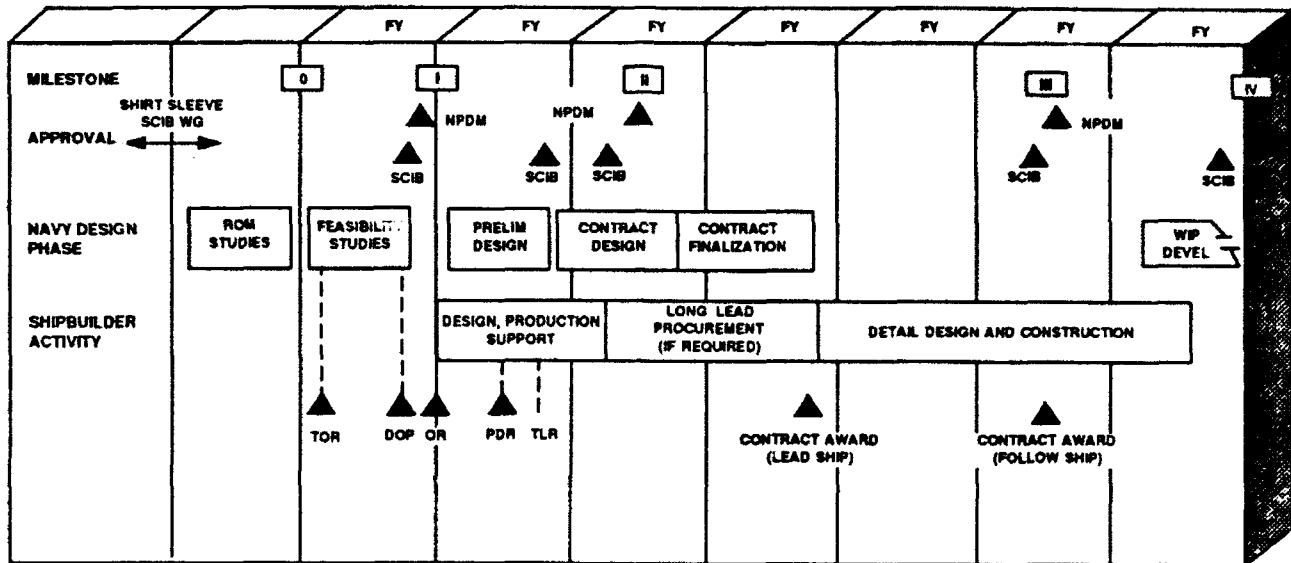 FY FY FY FY FY FY FY
MILESTONE 0 I II III IV
SHIRT SLEEVE
SCIB WG
APPROVAL
NPDM NPDM NPDM
SCIB SCIB SCIB SCIB SCIB
NAVY DESIGN
PHASE
ROM
STUDIES
FEASIBILITY
STUDIES
PRELIM
DESIGN
CONTRACT
DESIGN
CONTRACT
FINALIZATION
WIP
DEVEL
SHIPBUILDER
ACTIVITY
DESIGN, PRODUCTION
SUPPORT
LONG LEAD
PROCUREMENT
(IF REQUIRED)
DETAIL DESIGN AND CONSTRUCTION
TOR DOP OR PDR TLR
CONTRACT AWARD
(LEAD SHIP)
CONTRACT AWARD
(FOLLOW SHIP)